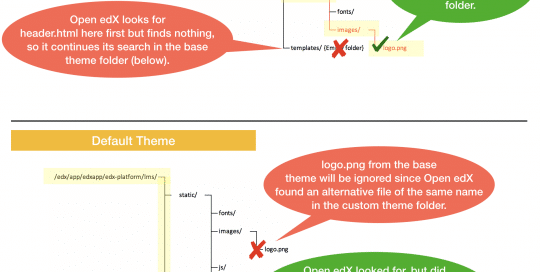 folder.
Open edX looks for
header.html here first but finds nothing,
so it continues its search in the base
theme folder (below).
fonts/
images/
templates/ (Em folder)
logo.png
Default Theme
/edx/app/edxapp/edx-platform/lms/
static/
fonts/
images/
logo.png
js/
logo.png from the base
theme will be ignored since Open edX
found an alternative file of the same name
in the custom theme folder.
Open edX looked for, but did